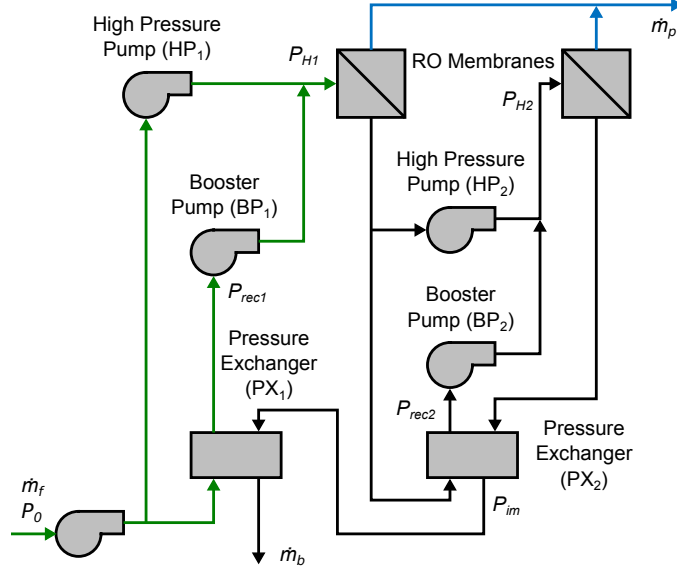 High Pressure
Pump (HP1)
PH1
RO Membranes
ṁp
PH2
High Pressure
Pump (HP2)
Booster
Pump (BP1)
Prec1
Booster
Pump (BP2)
Pressure
Exchanger
(PX1)
Prec2
Pressure
Exchanger
(PX2)
Pim
ṁf
P0
ṁb